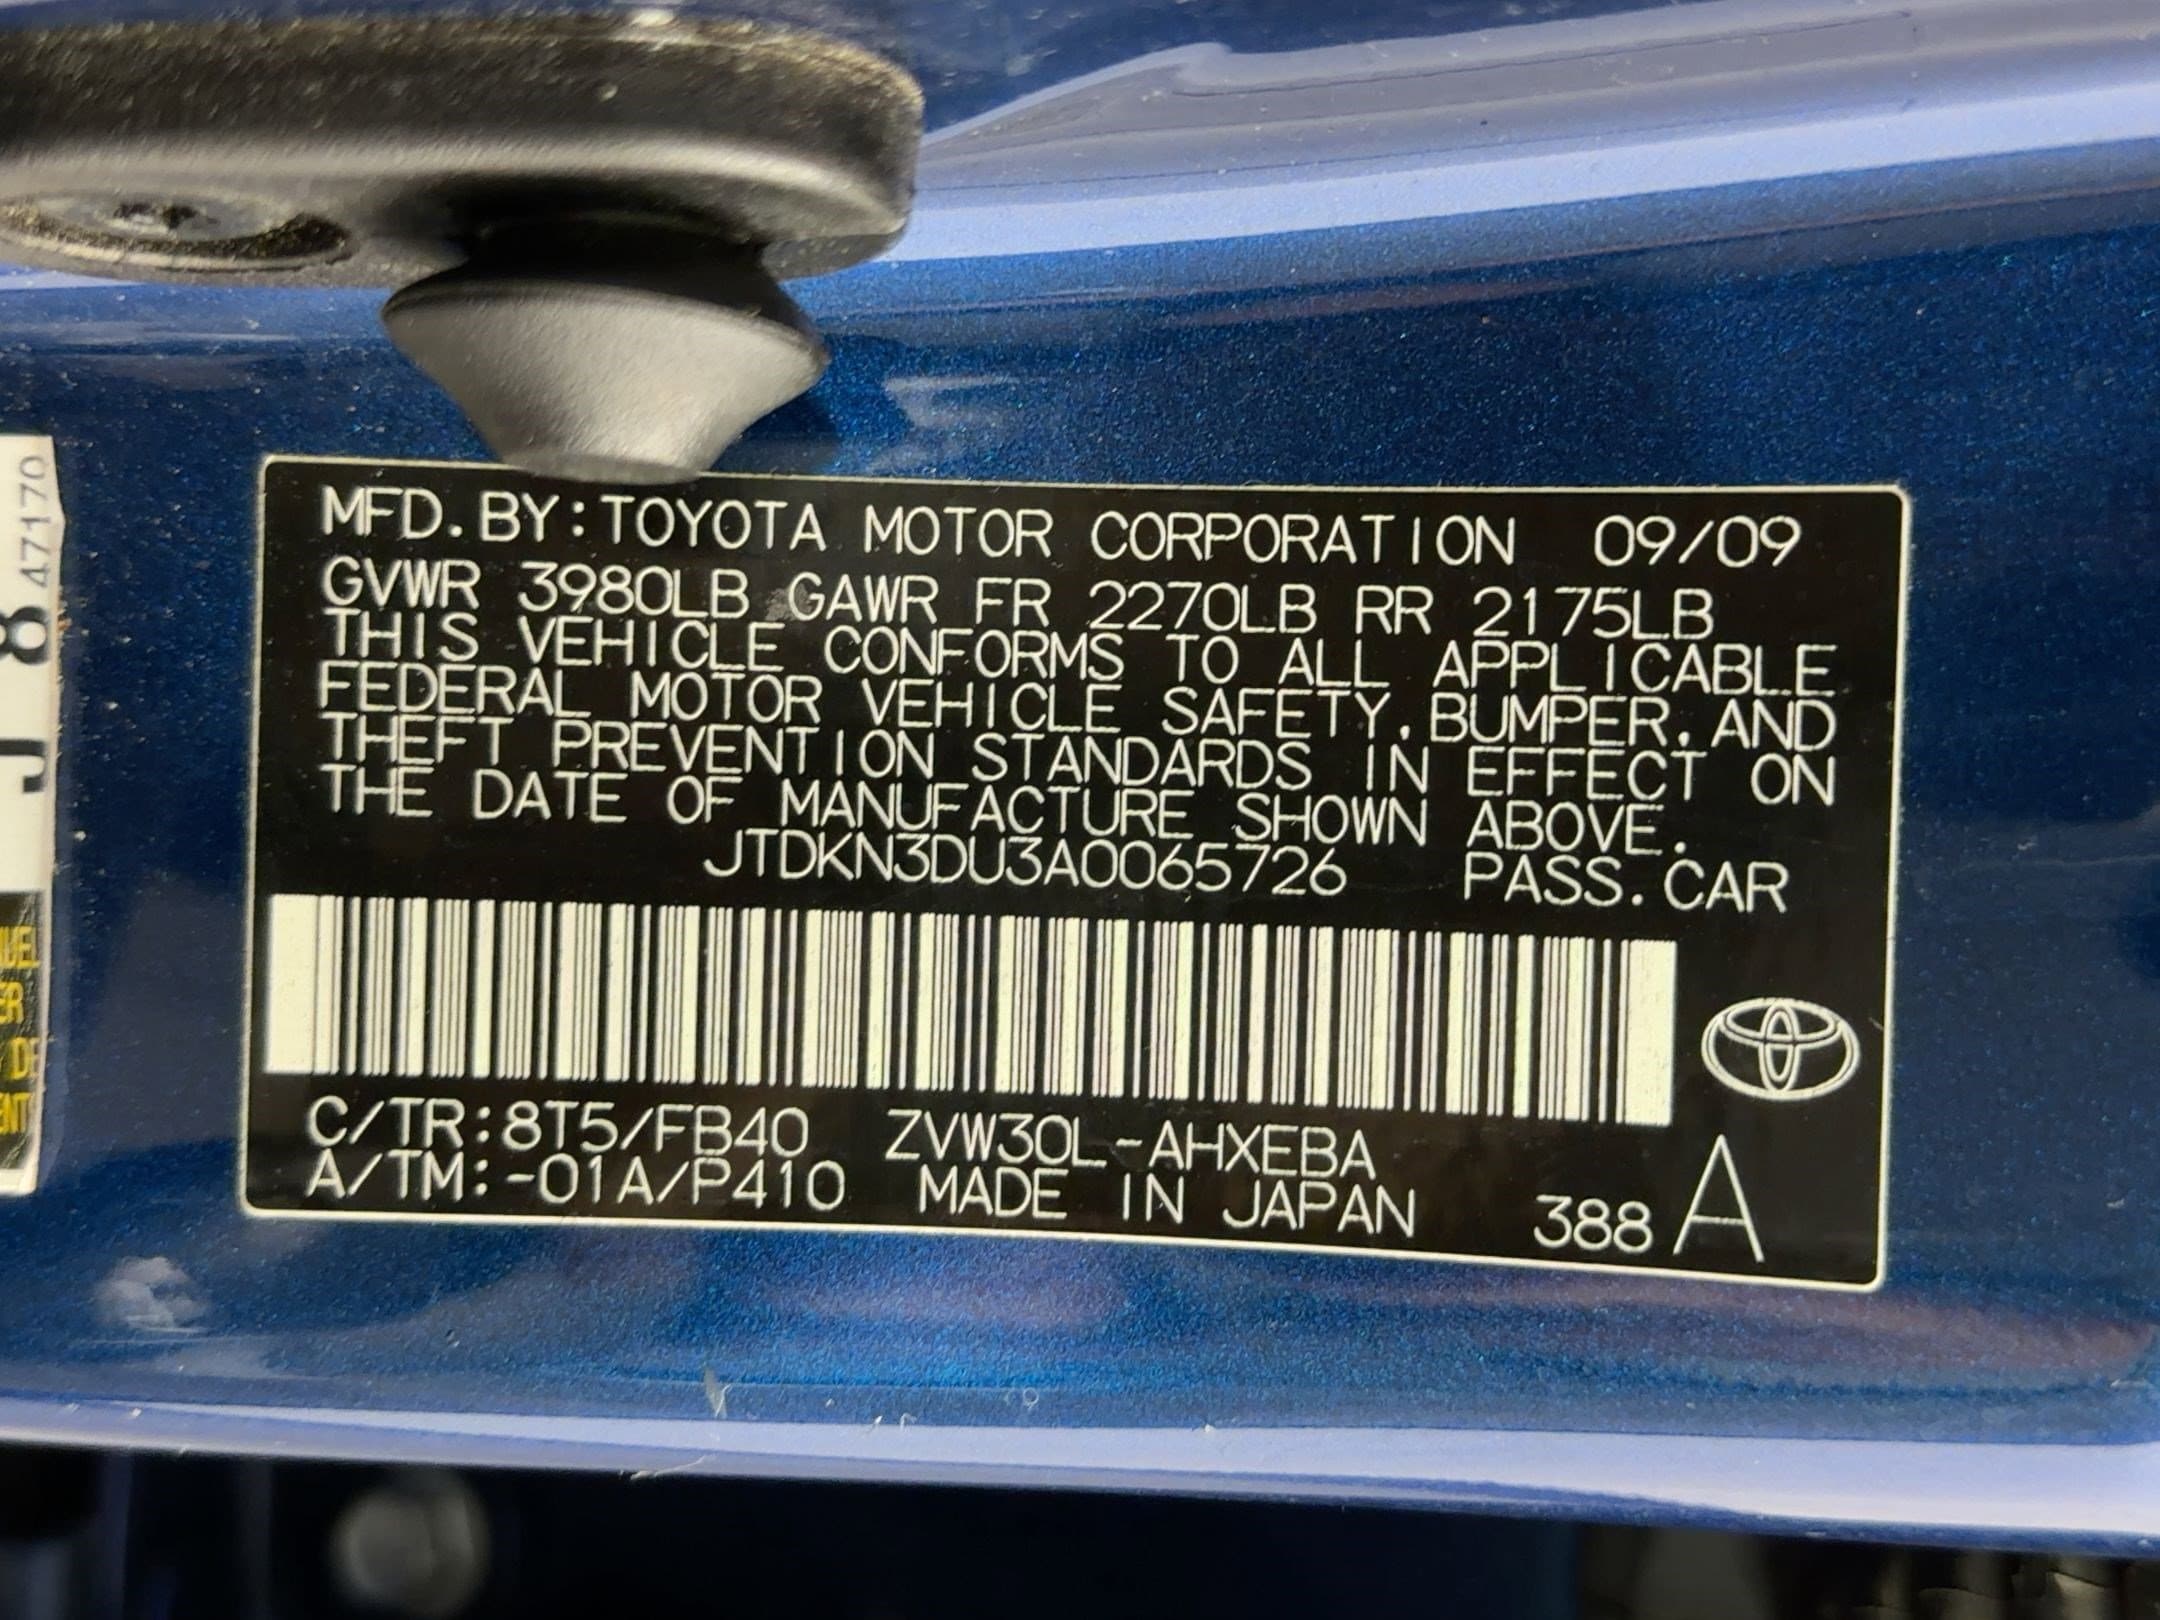 MFD. BY: TOYOTA MOTOR CORPORATION 09/09
GVWR 3980LB GAWR FR 2270LB RR 2175LB
THIS VEHICLE CONFORMS TO ALL APPLICABLE
FEDERAL MOTOR VEHICLE SAFETY, BUMPER, AND
THEFT PREVENTION STANDARDS IN EFFECT ON
THE DATE OF MANUFACTURE SHOWN ABOVE.
JTDKN3DU3A0065726 PASS. CAR
C/TR: 8T5/FB40 ZVW30L-AHXEBA
A/TM: -01A/P410 MADE IN JAPAN 388 A
J 8 47170